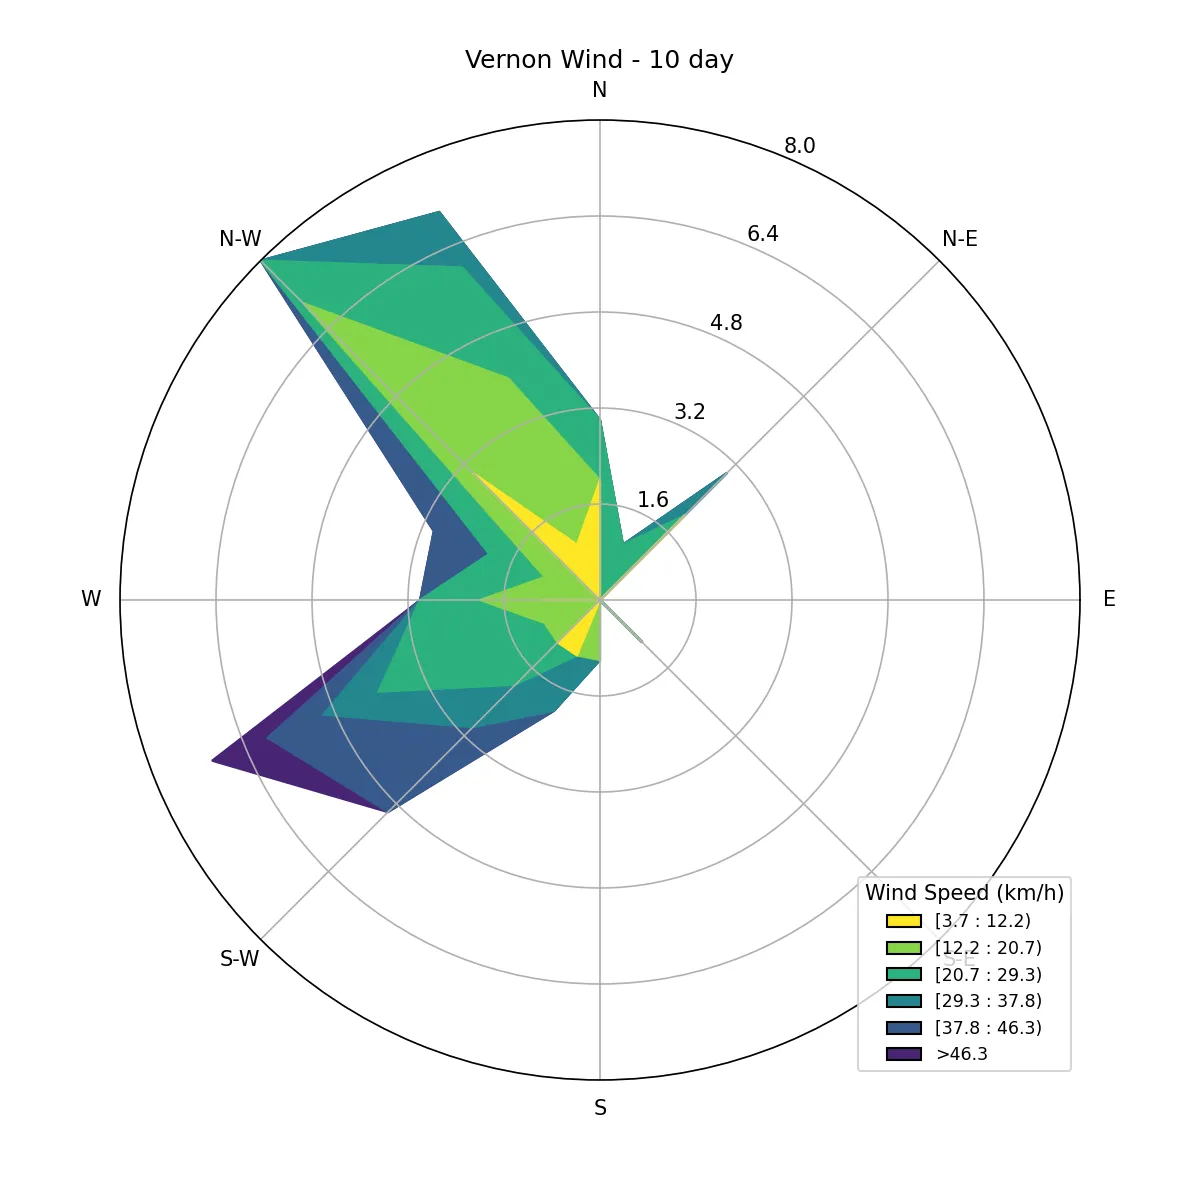 Vernon Wind - 10 day
N
8.0
N-W
6.4
N-E
4.8
3.2
1.6
W
E
S-W
S-E
Wind Speed (km/h)
[3.7 : 12.2)
[12.2 : 20.7)
[20.7 : 29.3)
[29.3 : 37.8)
[37.8 : 46.3)
>46.3
S